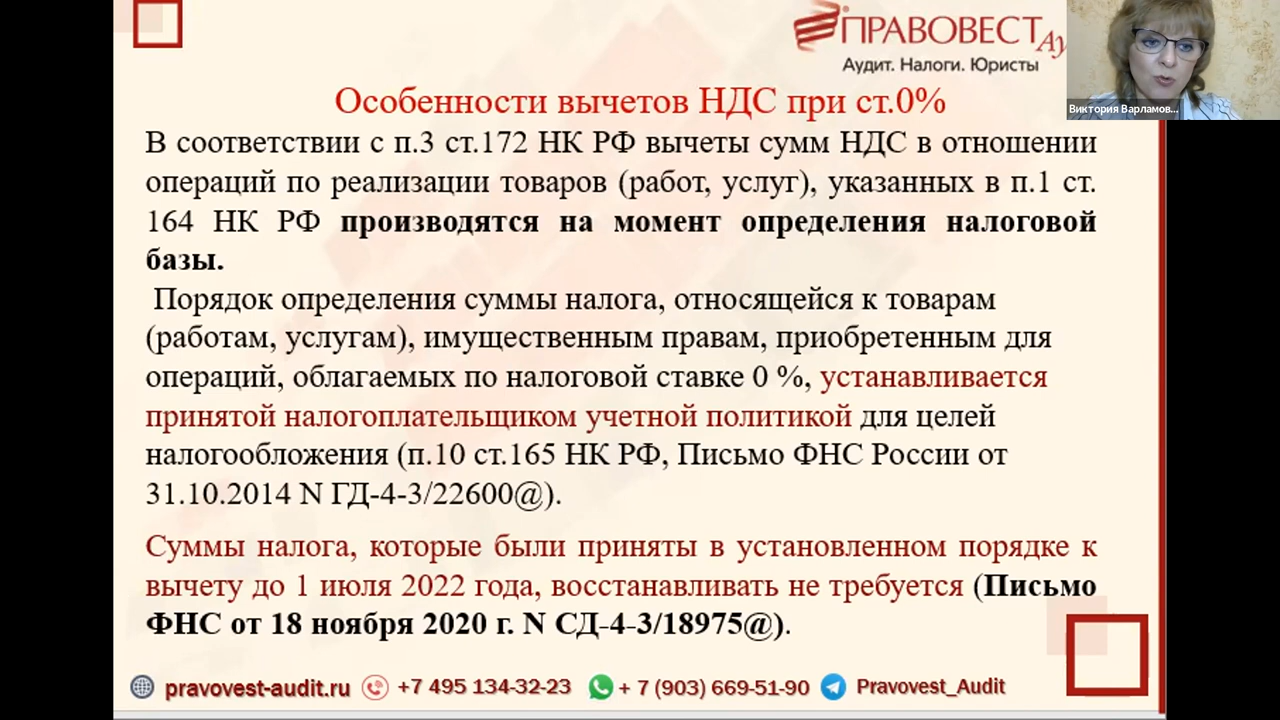 ПРАВОВЕСТ Ау
Аудит. Налоги. Юристы
Виктория Варламов...
Особенности вычетов НДС при ст.0%
В соответствии с п.3 ст.172 НК РФ вычеты сумм НДС в отношении
операций по реализации товаров (работ, услуг), указанных в п.1 ст.
164 НК РФ производятся на момент определения налоговой
базы.
Порядок определения суммы налога, относящейся к товарам
(работам, услугам), имущественным правам, приобретенным для
операций, облагаемых по налоговой ставке 0 %, устанавливается
принятой налогоплательщиком учетной политикой для целей
налогообложения (п.10 ст.165 НК РФ, Письмо ФНС России от
31.10.2014 N ГД-4-3/22600@).
Суммы налога, которые были приняты в установленном порядке к
вычету до 1 июля 2022 года, восстанавливать не требуется (Письмо
ФНС от 18 ноября 2020 г. N СД-4-3/18975@).
pravovest-audit.ru +7 495 134-32-23 + 7 (903) 669-51-90 Pravovest_Audit